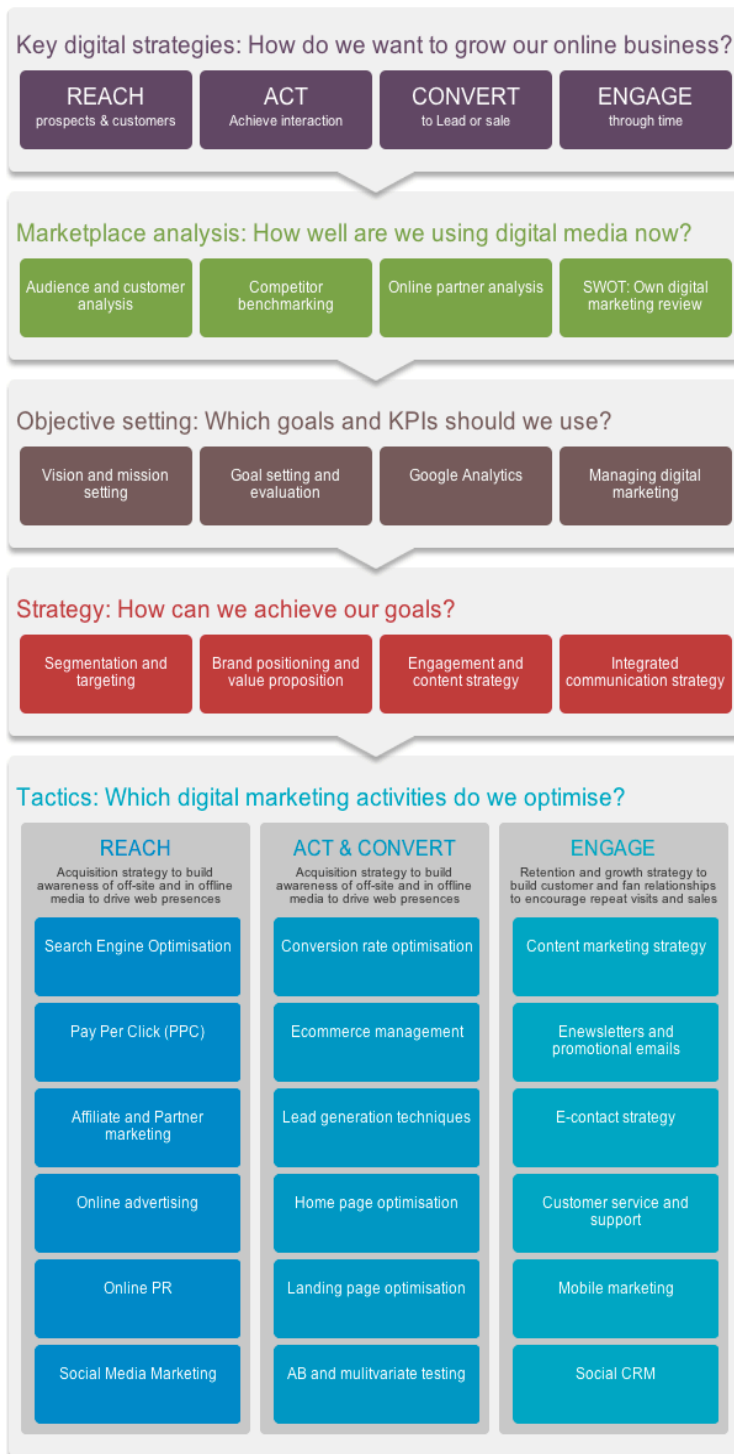 Key digital strategies: How do we want to grow our online business?
REACH
prospects & customers
ACT
Achieve interaction
CONVERT
to Lead or sale
ENGAGE
through time
Marketplace analysis: How well are we using digital media now?
Audience and customer
analysis
Competitor
benchmarking
Online partner analysis
SWOT: Own digital
marketing review
Objective setting: Which goals and KPIs should we use?
Vision and mission
setting
Goal setting and
evaluation
Google Analytics
Managing digital
marketing
Strategy: How can we achieve our goals?
Segmentation and
targeting
Brand positioning and
value proposition
Engagement and
content strategy
Integrated
communication strategy
Tactics: Which digital marketing activities do we optimise?
REACH
Acquisition strategy to build
awareness of off-site and in offline
media to drive web presences
Search Engine Optimisation
Pay Per Click (PPC)
Affiliate and Partner
marketing
Online advertising
Online PR
Social Media Marketing
ACT & CONVERT
Acquisition strategy to build
awareness of off-site and in offline
media to drive web presences
Conversion rate optimisation
Ecommerce management
Lead generation techniques
Home page optimisation
Landing page optimisation
AB and mulitvariate testing
ENGAGE
Retention and growth strategy to
build customer and fan relationships
to encourage repeat visits and sales
Content marketing strategy
Enewsletters and
promotional emails
E-contact strategy
Customer service and
support
Mobile marketing
Social CRM